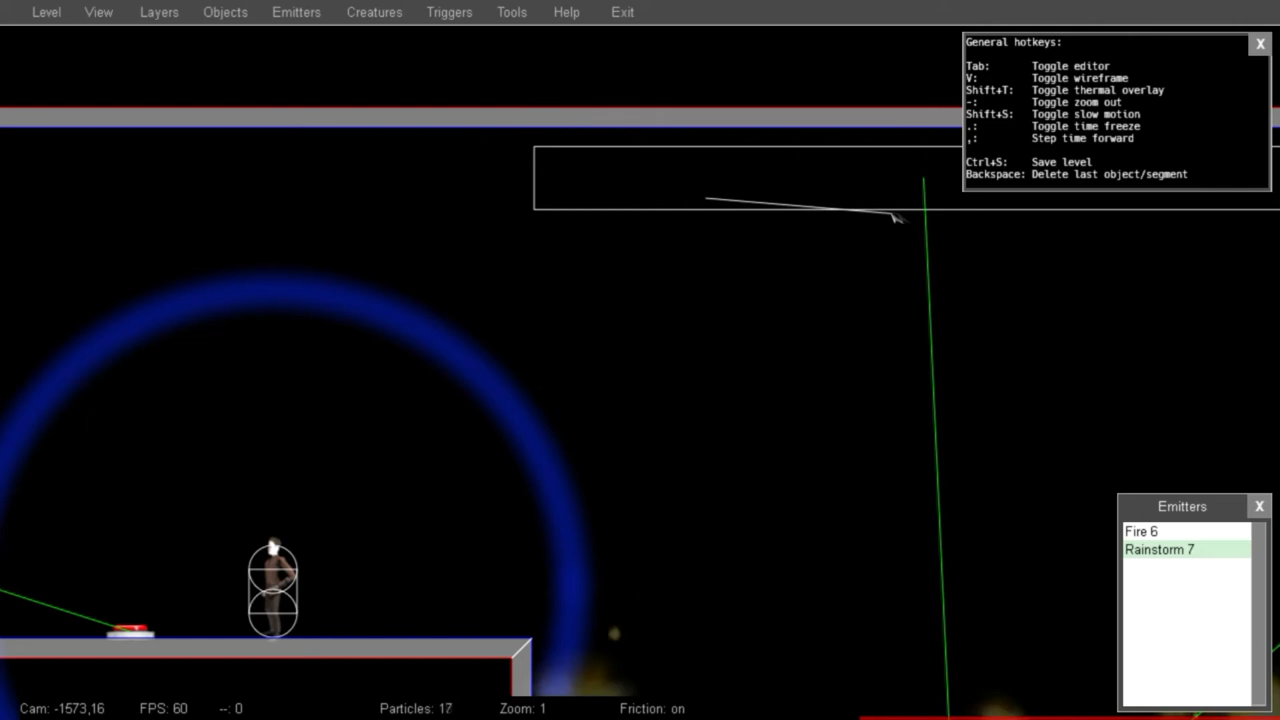 Level View Layers Objects Emitters Creatures Triggers Tools Help Exit
General hotkeys: X
Tab: Toggle editor
V: Toggle wireframe
Shift+T: Toggle thermal overlay
-: Toggle zoom out
Shift+S: Toggle slow motion
.: Toggle time freeze
,: Step time forward
Ctrl+S: Save level
Backspace: Delete last object/segment
Emitters X
Fire 6
Rainstorm 7
Cam: -1573,16 FPS: 60 --: 0 Particles: 17 Zoom: 1 Friction: on